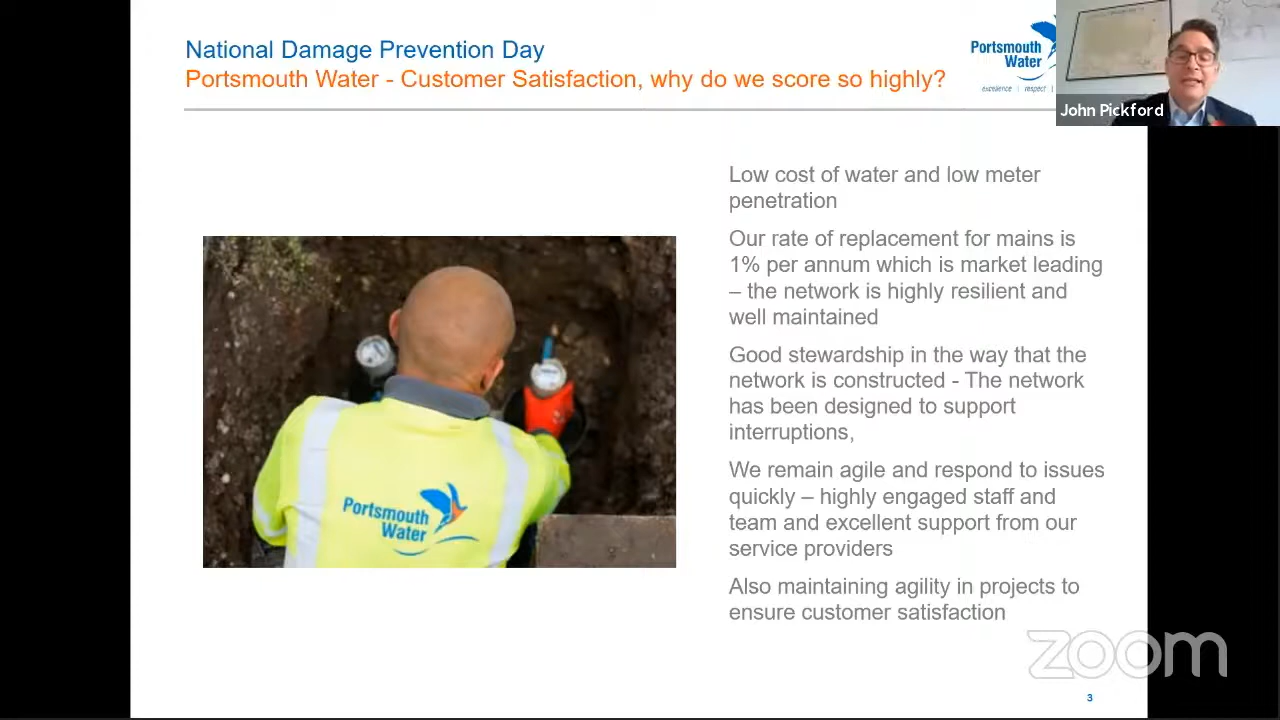 National Damage Prevention Day
Portsmouth Water - Customer Satisfaction, why do we score so highly?
Portsmouth
Water
excellence | respect |
John Pickford
Low cost of water and low meter
penetration
Our rate of replacement for mains is
1% per annum which is market leading
– the network is highly resilient and
well maintained
Good stewardship in the way that the
network is constructed - The network
has been designed to support
interruptions,
We remain agile and respond to issues
quickly – highly engaged staff and
team and excellent support from our
service providers
Also maintaining agility in projects to
ensure customer satisfaction
Portsmouth
Water
zoom
3